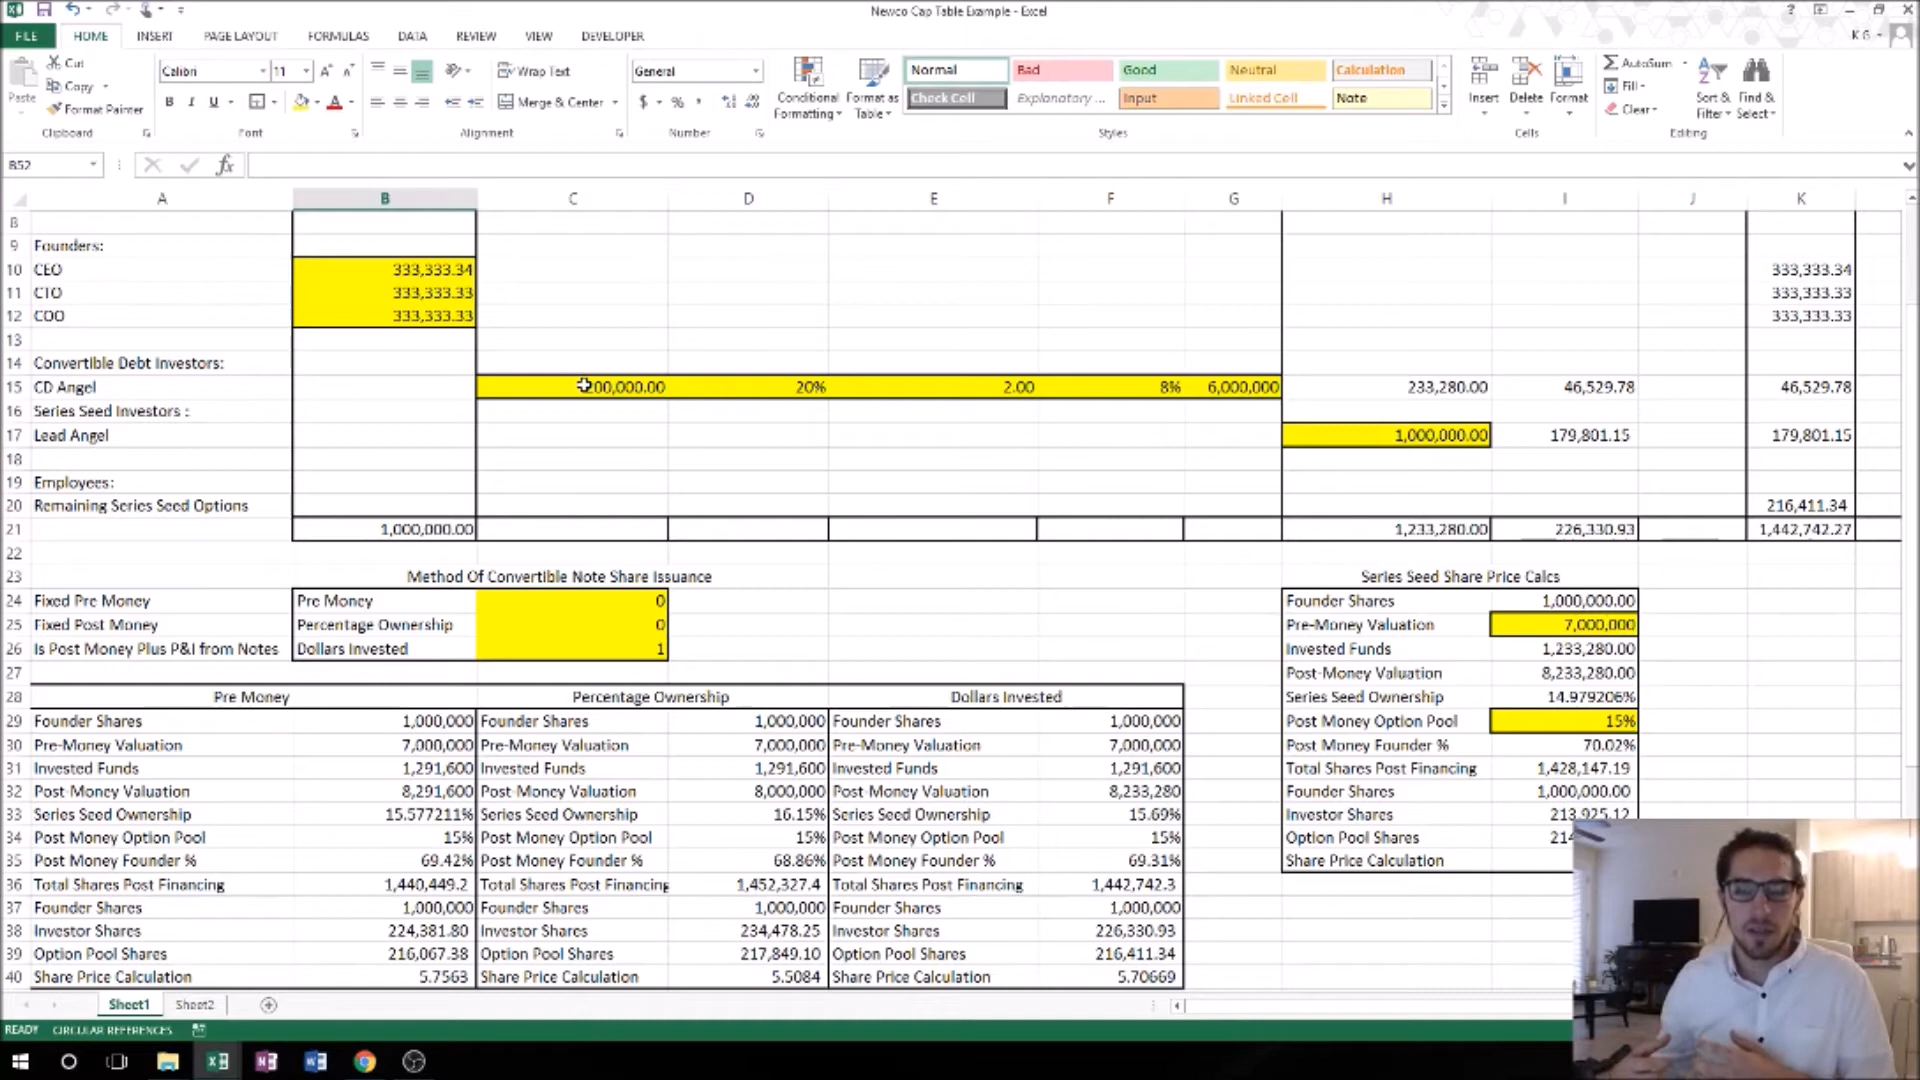 Newco Cap Table Example - Excel
FILE HOME INSERT PAGE LAYOUT FORMULAS DATA REVIEW VIEW DEVELOPER K G
Cut
Copy
Format Painter
Paste
Clipboard
Calibri 11
B I U
Font
Wrap Text
Merge & Center
Alignment
General
$ % ,
Number
Conditional Formatting
Format as Table
Normal Bad Good Neutral Calculation
Check Cell Explanatory ... Input Linked Cell Note
Styles
Insert Delete Format
Cells
AutoSum
Fill
Clear
Sort & Filter
Find & Select
Editing
B52
fx
A B C D E F G H I J K
8
9 Founders:
10 CEO 333,333.34 333,333.34
11 CTO 333,333.33 333,333.33
12 COO 333,333.33 333,333.33
13
14 Convertible Debt Investors:
15 CD Angel 00,000.00 20% 2.00 8% 6,000,000 233,280.00 46,529.78 46,529.78
16 Series Seed Investors :
17 Lead Angel 1,000,000.00 179,801.15 179,801.15
18
19 Employees:
20 Remaining Series Seed Options 216,411.34
21 1,000,000.00 1,233,280.00 226,330.93 1,442,742.27
22
23 Method Of Convertible Note Share Issuance Series Seed Share Price Calcs
24 Fixed Pre Money Pre Money 0 Founder Shares 1,000,000.00
25 Fixed Post Money Percentage Ownership 0 Pre-Money Valuation 7,000,000
26 Is Post Money Plus P&I from Notes Dollars Invested 1 Invested Funds 1,233,280.00
27 Post-Money Valuation 8,233,280.00
28 Pre Money Percentage Ownership Dollars Invested Series Seed Ownership 14.979206%
29 Founder Shares 1,000,000 Founder Shares 1,000,000 Founder Shares 1,000,000 Post Money Option Pool 15%
30 Pre-Money Valuation 7,000,000 Pre-Money Valuation 7,000,000 Pre-Money Valuation 7,000,000 Post Money Founder % 70.02%
31 Invested Funds 1,291,600 Invested Funds 1,291,600 Invested Funds 1,291,600 Total Shares Post Financing 1,428,147.19
32 Post-Money Valuation 8,291,600 Post-Money Valuation 8,000,000 Post-Money Valuation 8,233,280 Founder Shares 1,000,000.00
33 Series Seed Ownership 15.577211% Series Seed Ownership 16.15% Series Seed Ownership 15.69% Investor Shares 213,925.12
34 Post Money Option Pool 15% Post Money Option Pool 15% Post Money Option Pool 15% Option Pool Shares
35 Post Money Founder % 69.42% Post Money Founder % 68.86% Post Money Founder % 69.31% Share Price Calculation
36 Total Shares Post Financing 1,440,449.2 Total Shares Post Financing 1,452,327.4 Total Shares Post Financing 1,442,742.3
37 Founder Shares 1,000,000 Founder Shares 1,000,000 Founder Shares 1,000,000
38 Investor Shares 224,381.80 Investor Shares 234,478.25 Investor Shares 226,330.93
39 Option Pool Shares 216,067.38 Option Pool Shares 217,849.10 Option Pool Shares 216,411.34
40 Share Price Calculation 5.7563 Share Price Calculation 5.5084 Share Price Calculation 5.70669
Sheet1 Sheet2
READY CIRCULAR REFERENCES